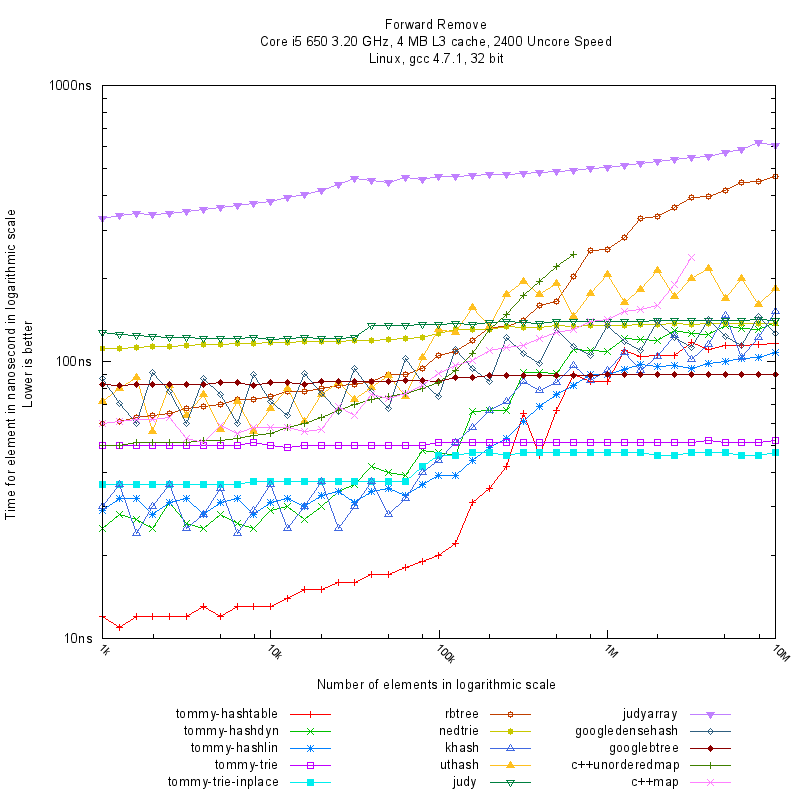 Forward Remove
Core i5 650 3.20 GHz, 4 MB L3 cache, 2400 Uncore Speed
Linux, gcc 4.7.1, 32 bit
1000ns
100ns
10ns
Time for element in nanosecond in logarithmic scale
Lower is better
1k
10k
100k
1M
10M
Number of elements in logarithmic scale
tommy-hashtable
tommy-hashdyn
tommy-hashlin
tommy-trie
tommy-trie-inplace
rbtree
nedtrie
khash
uthash
judy
judyarray
googledensehash
googlebtree
c++unorderedmap
c++map